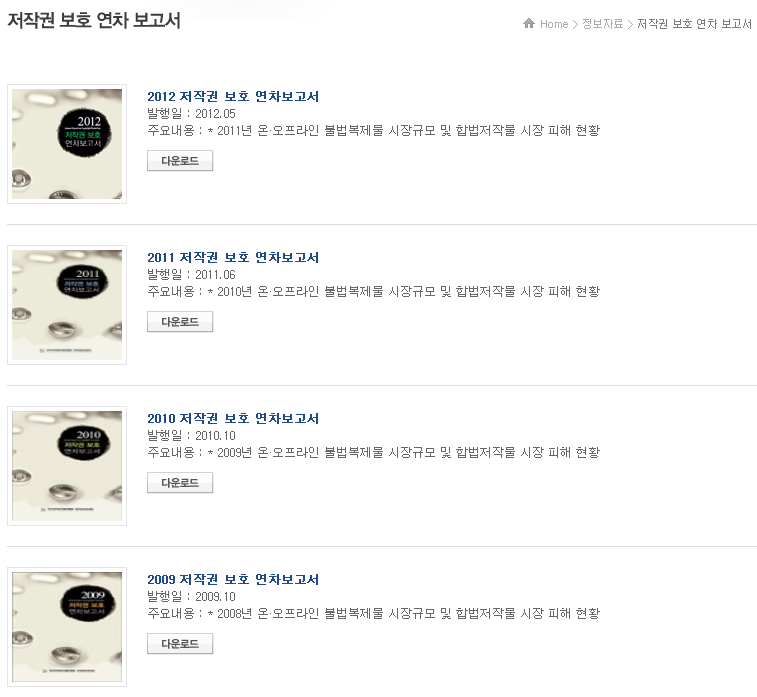 저작권 보호 연차 보고서
Home > 정보자료 > 저작권 보호 연차 보고서
2012
저작권 보호
연차보고서
2012 저작권 보호 연차보고서
발행일 : 2012.05
주요내용 : * 2011년 온·오프라인 불법복제물 시장규모 및 합법저작물 시장 피해 현황
다운로드
2011
저작권 보호
연차보고서
2011 저작권 보호 연차보고서
발행일 : 2011.06
주요내용 : * 2010년 온·오프라인 불법복제물 시장규모 및 합법저작물 시장 피해 현황
다운로드
2010
저작권 보호
연차보고서
2010 저작권 보호 연차보고서
발행일 : 2010.10
주요내용 : * 2009년 온·오프라인 불법복제물 시장규모 및 합법저작물 시장 피해 현황
다운로드
2009
저작권 보호
연차보고서
2009 저작권 보호 연차보고서
발행일 : 2009.10
주요내용 : * 2008년 온·오프라인 불법복제물 시장규모 및 합법저작물 시장 피해 현황
다운로드